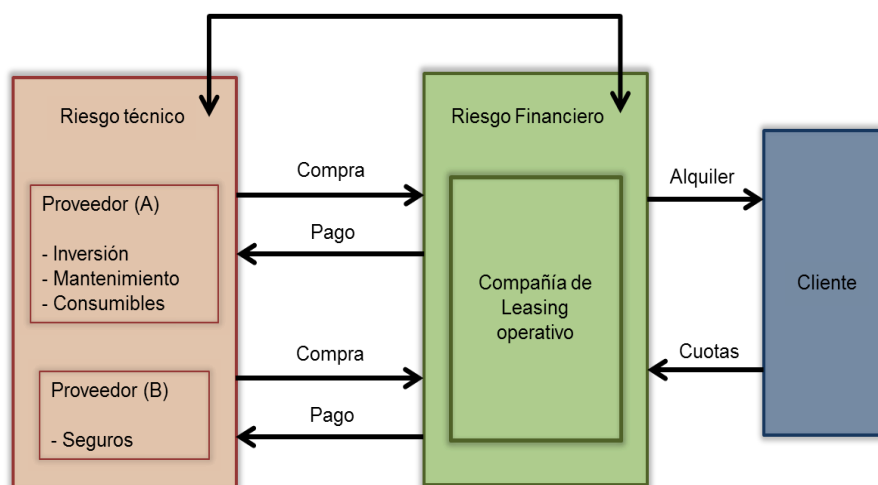 Riesgo técnico
Proveedor (A)
- Inversión
- Mantenimiento
- Consumibles
Proveedor (B)
- Seguros
Compra
Pago
Compra
Pago
Riesgo Financiero
Compañía de
Leasing
operativo
Alquiler
Cuotas
Cliente